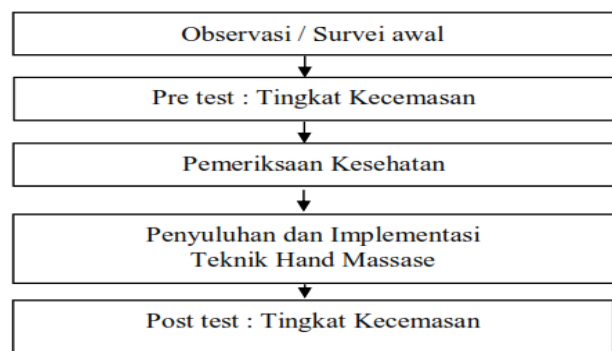 Observasi / Survei awal
Pre test : Tingkat Kecemasan
Pemeriksaan Kesehatan
Penyuluhan dan Implementasi
Teknik Hand Massase
Post test : Tingkat Kecemasan